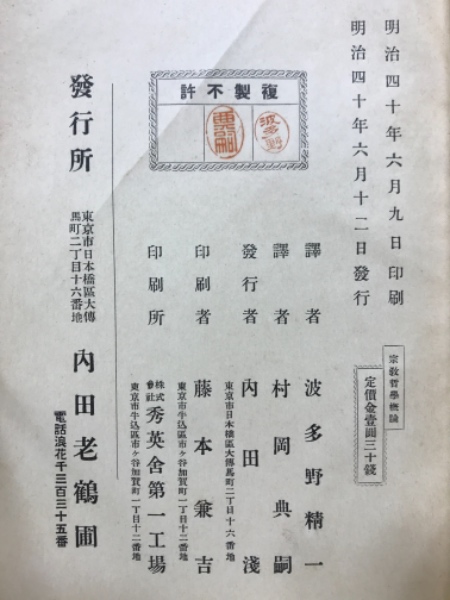 明治四十年六月九日印刷
明治四十年六月十二日發行
宗教哲學概論
定價金壹圓三十錢
複製不許
波多野
譯者 波多野精一
譯者 村岡典嗣
發行者 內田淺
東京市日本橋區大傳馬町二丁目十六番地
印刷者 藤本兼吉
東京市牛込區市ヶ谷加賀町一丁目十二番地
印刷所 株式會社 秀英舍第一工場
東京市牛込區市ヶ谷加賀町一丁目十二番地
發行所 東京市日本橋區大傳馬町二丁目十六番地 內田老鶴圃
電話浪花千三百三十五番